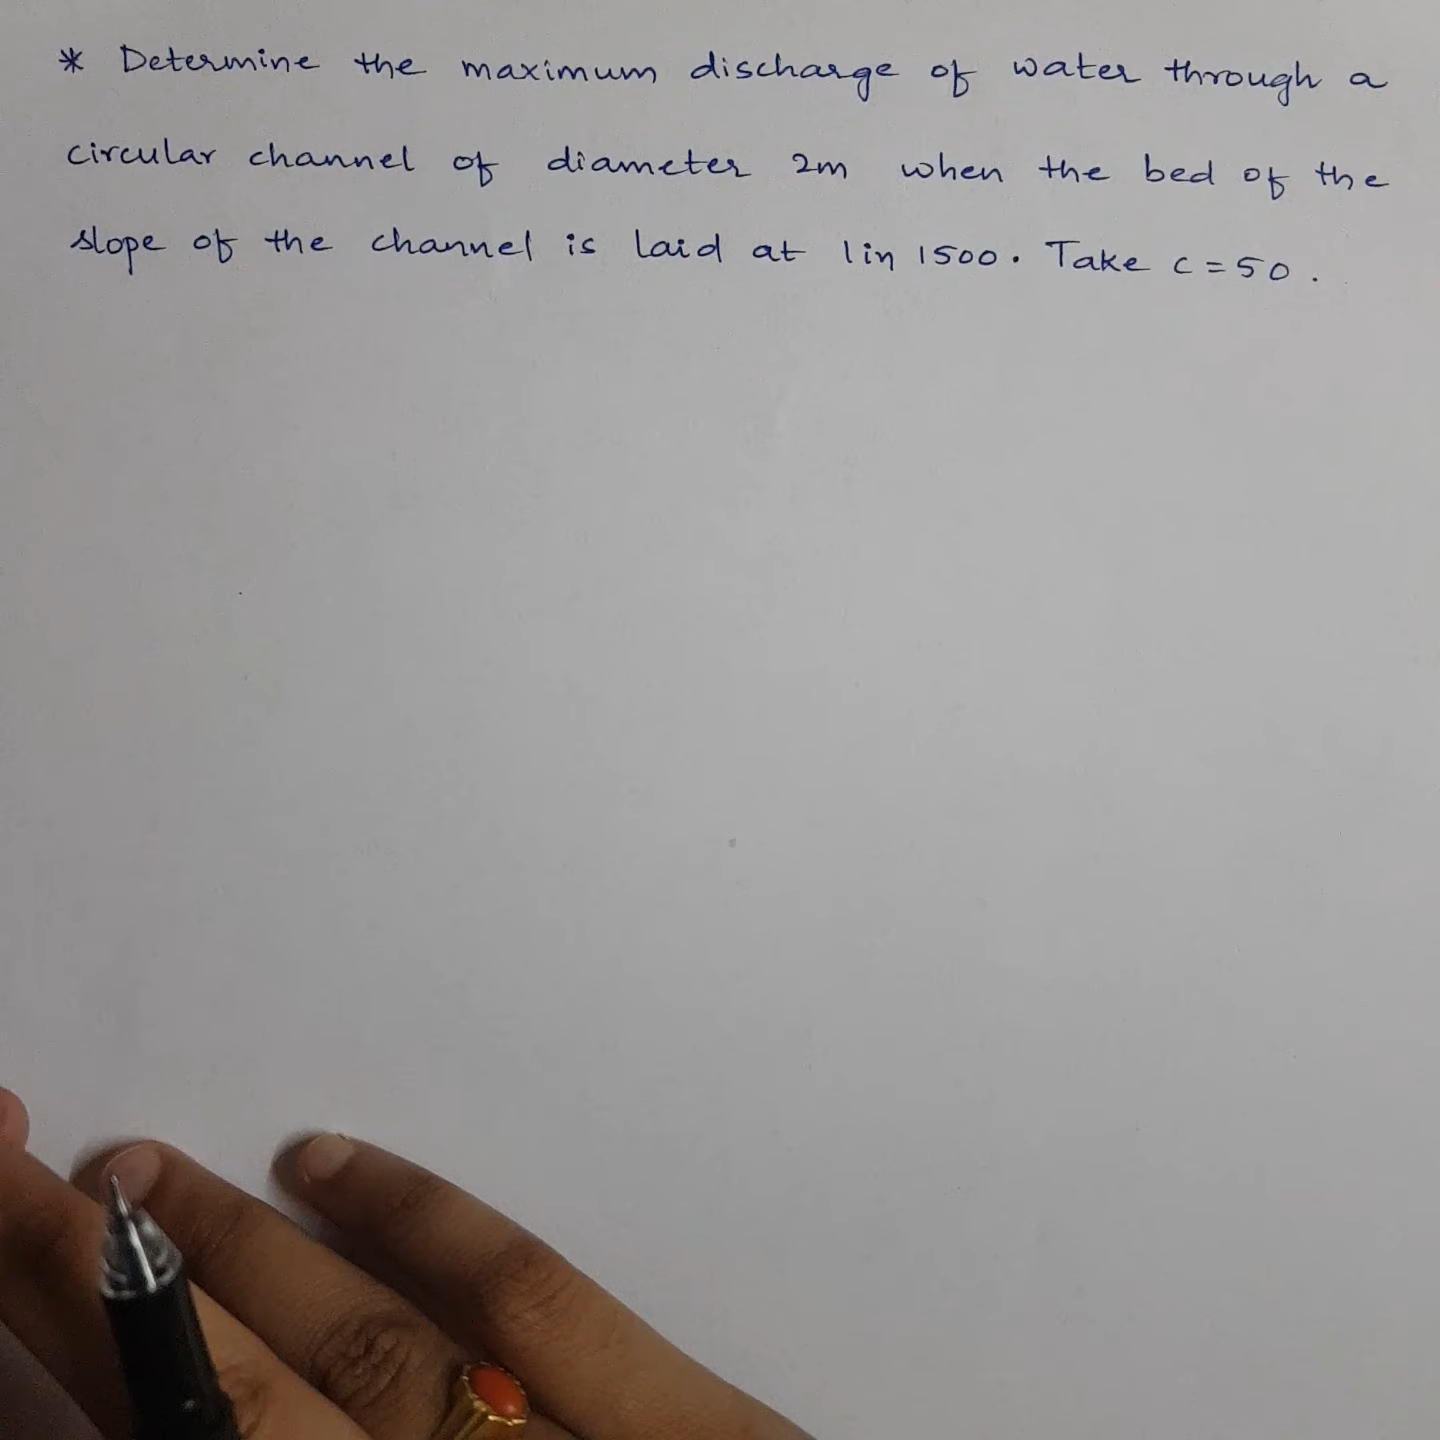 * Determine the maximum discharge of water through a
circular channel of diameter 2m when the bed of the
slope of the channel is laid at 1 in 1500. Take c = 50.